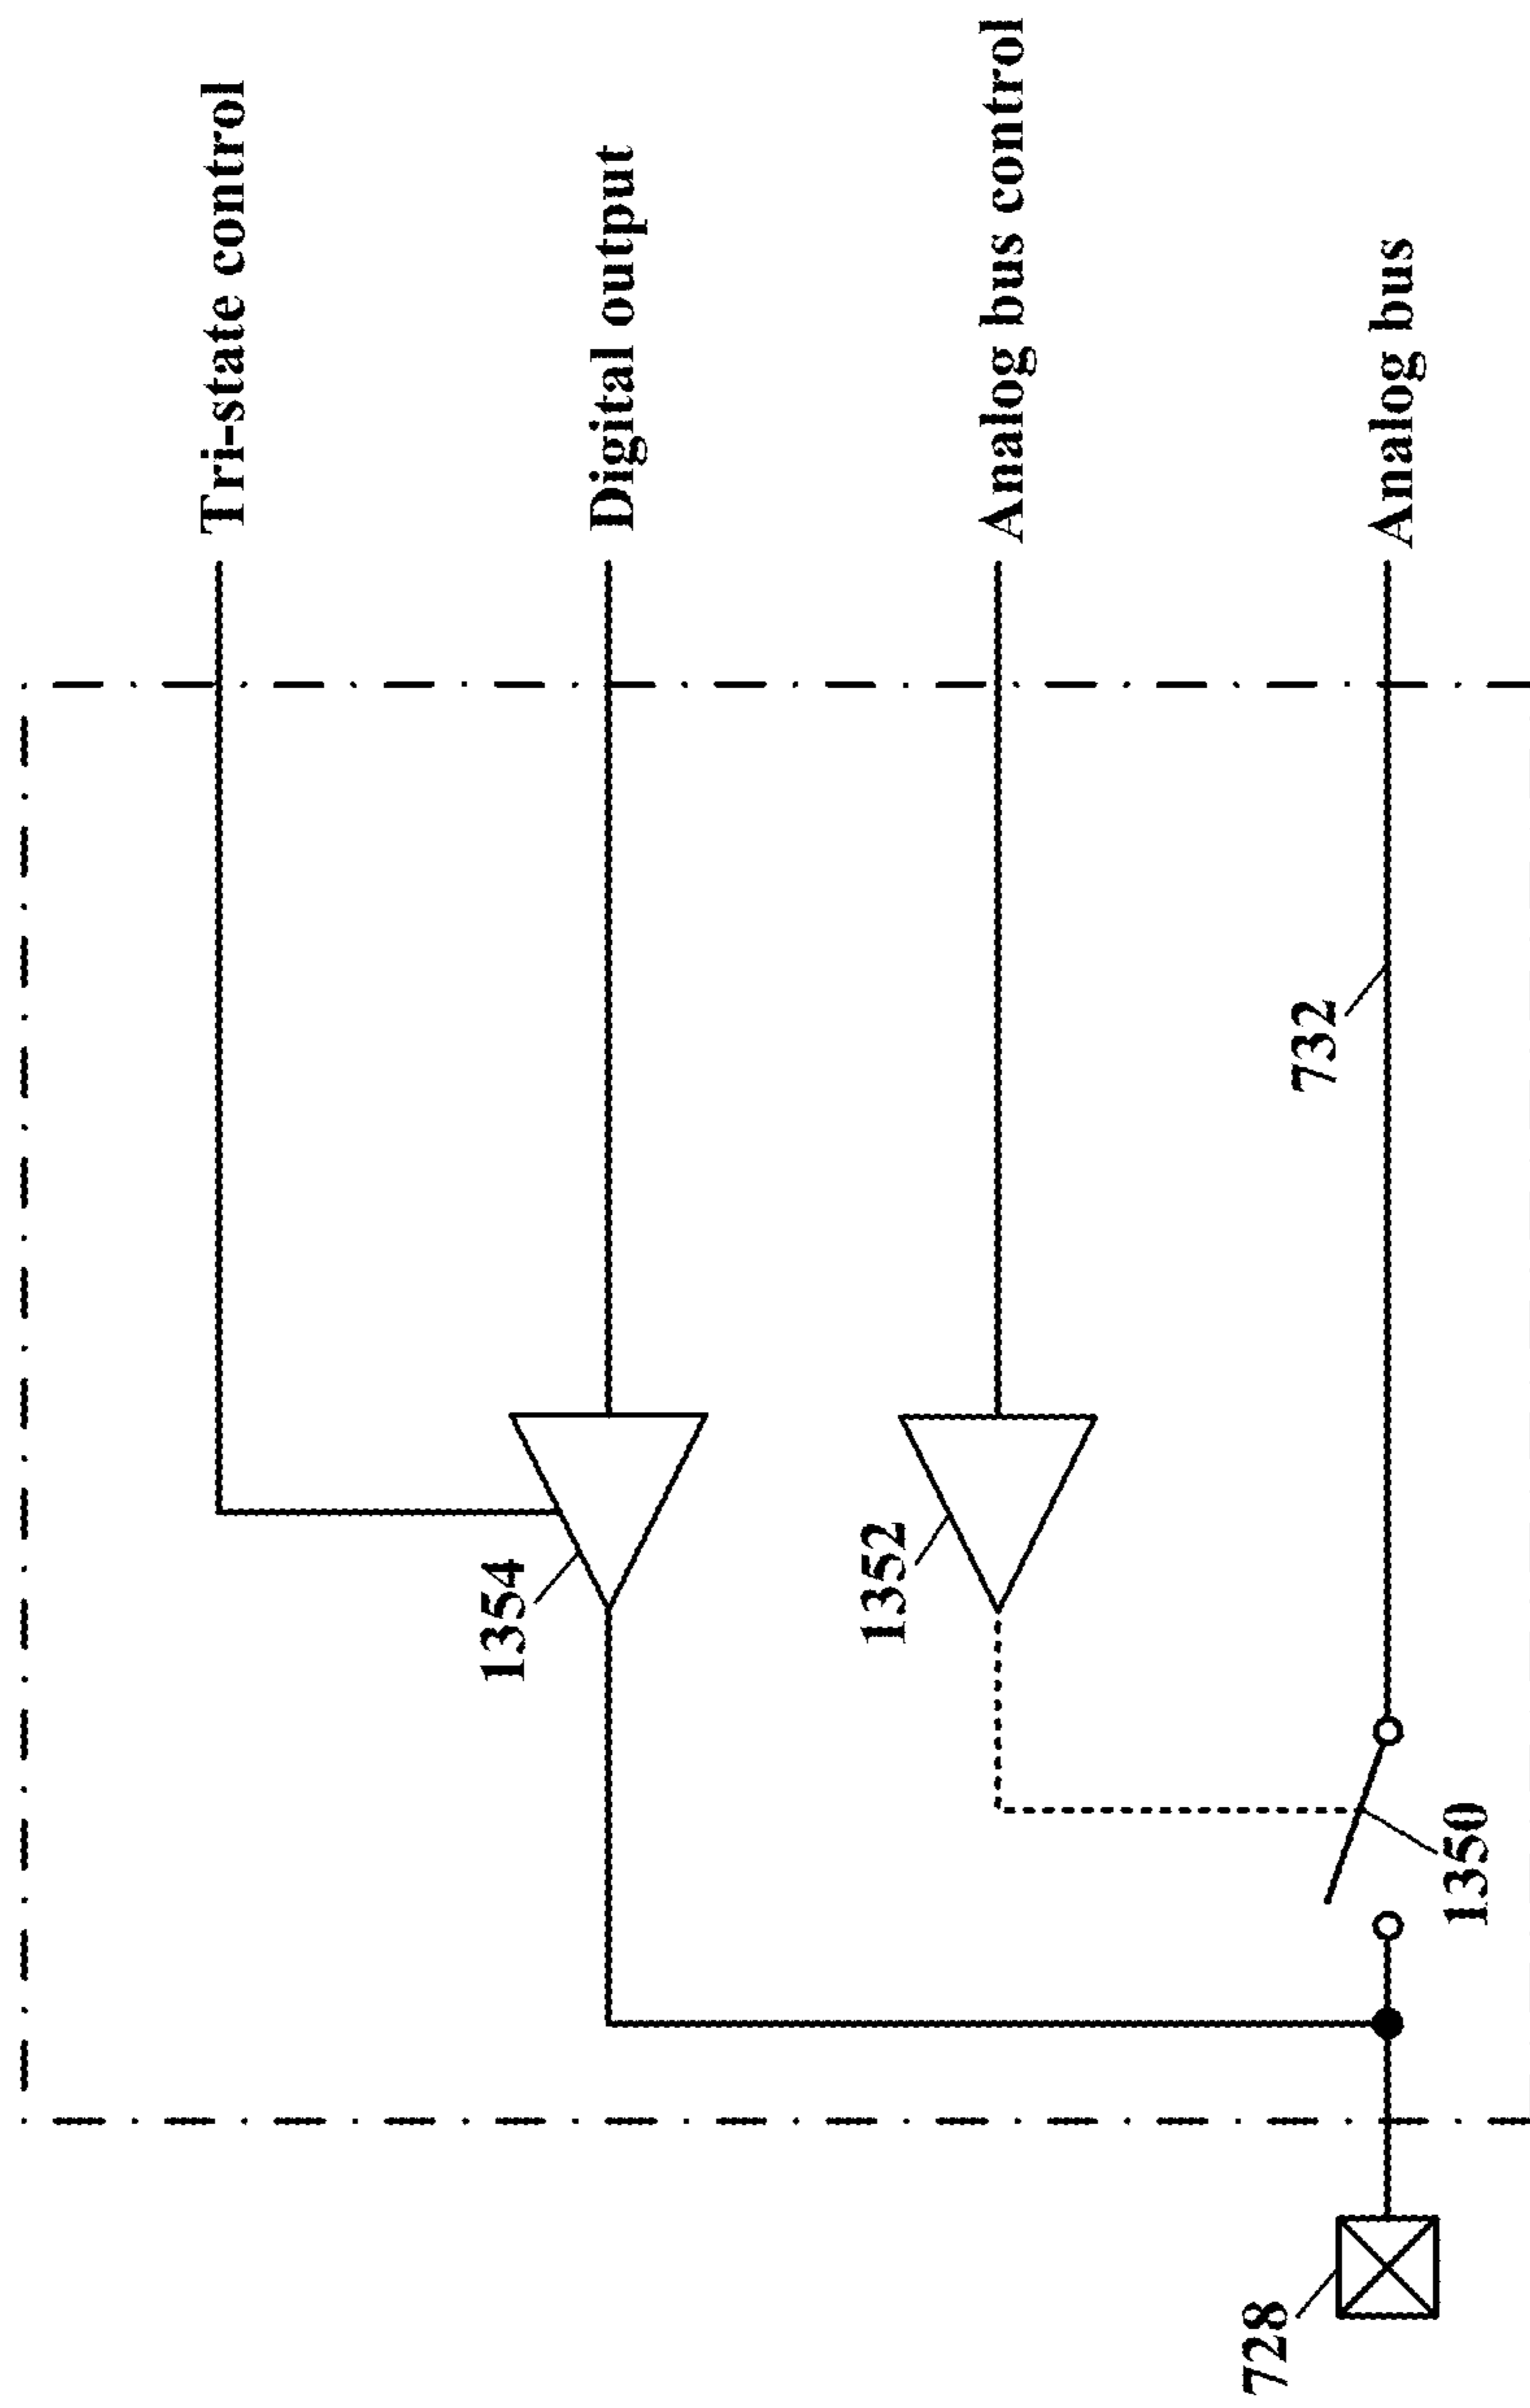 Tri-state control
1354
Digital output
1352
Analog bus control
728
1350
732
Analog bus